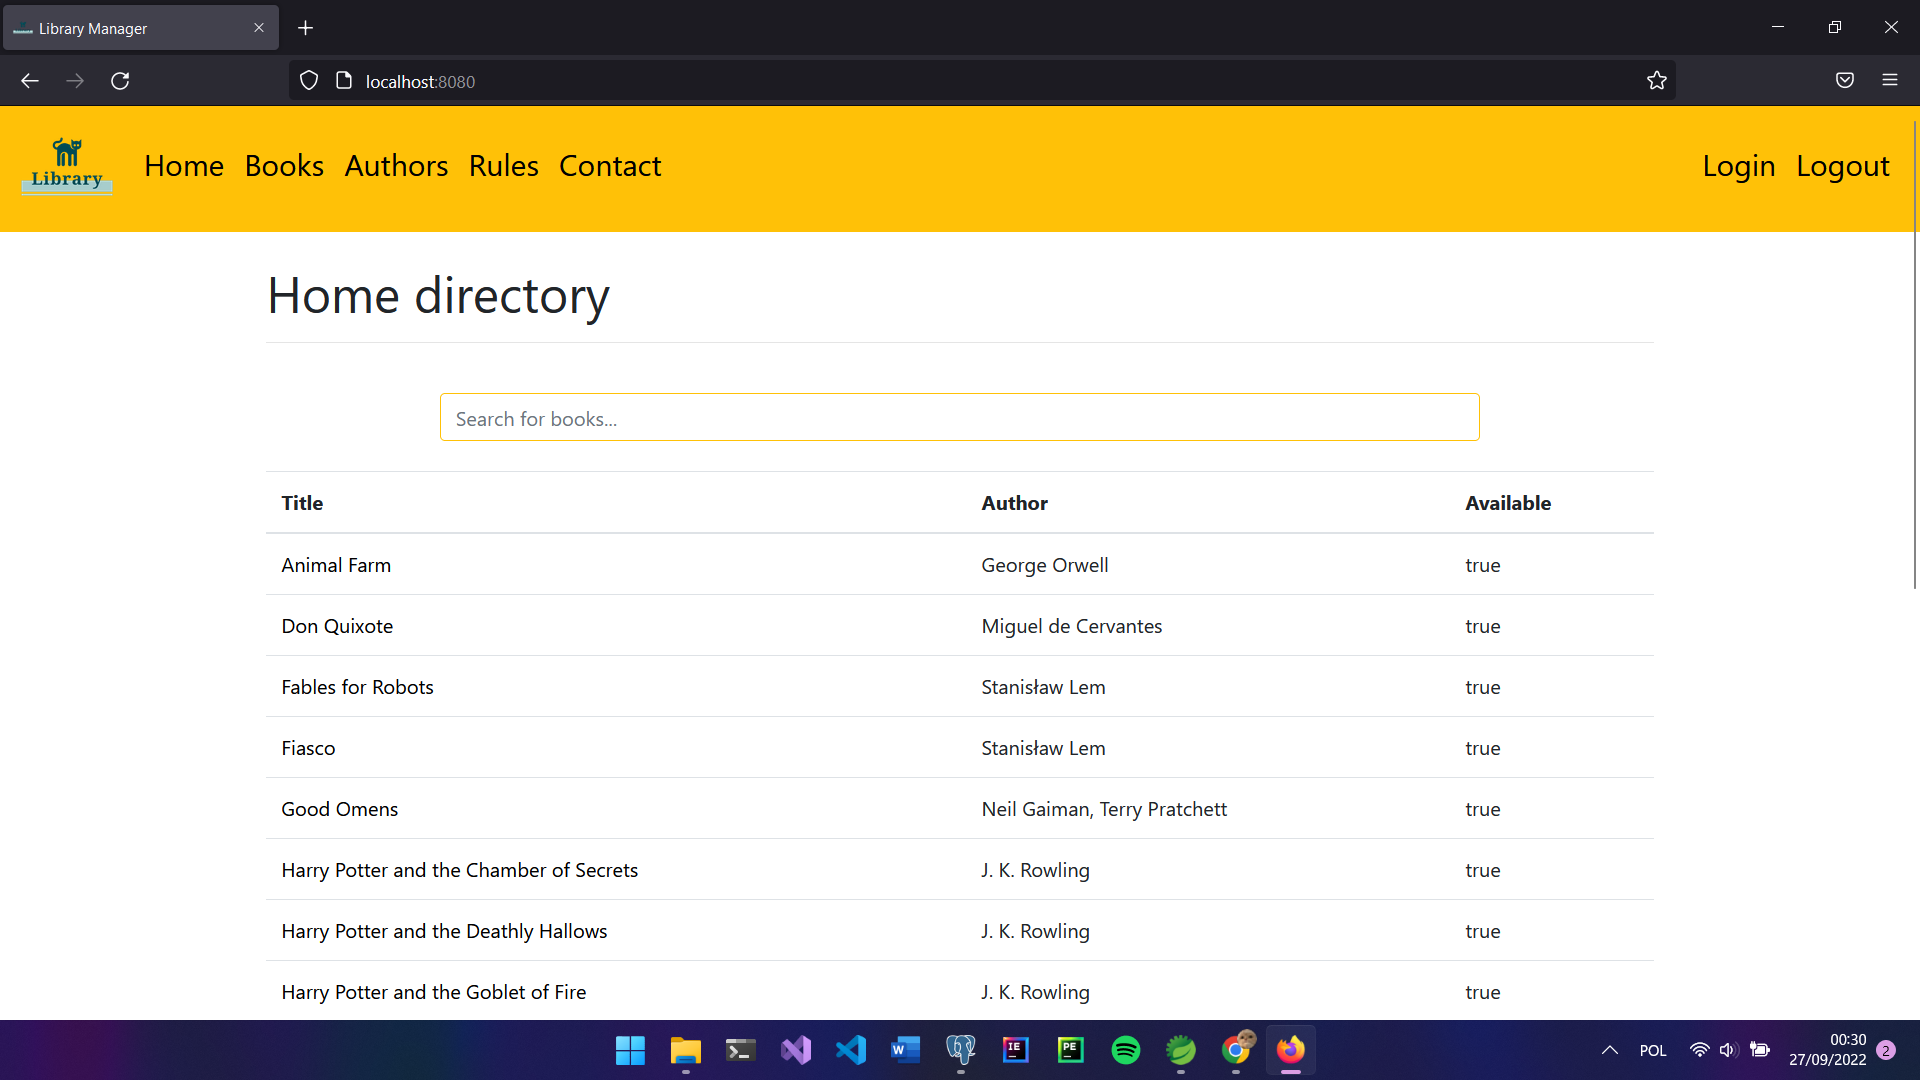 Library Manager
localhost:8080
Library
Home Books Authors Rules Contact Login Logout
Home directory
Search for books...
Title Author Available
Animal Farm George Orwell true
Don Quixote Miguel de Cervantes true
Fables for Robots Stanisław Lem true
Fiasco Stanisław Lem true
Good Omens Neil Gaiman, Terry Pratchett true
Harry Potter and the Chamber of Secrets J. K. Rowling true
Harry Potter and the Deathly Hallows J. K. Rowling true
Harry Potter and the Goblet of Fire J. K. Rowling true
W IE PE POL 00:30
27/09/2022 2